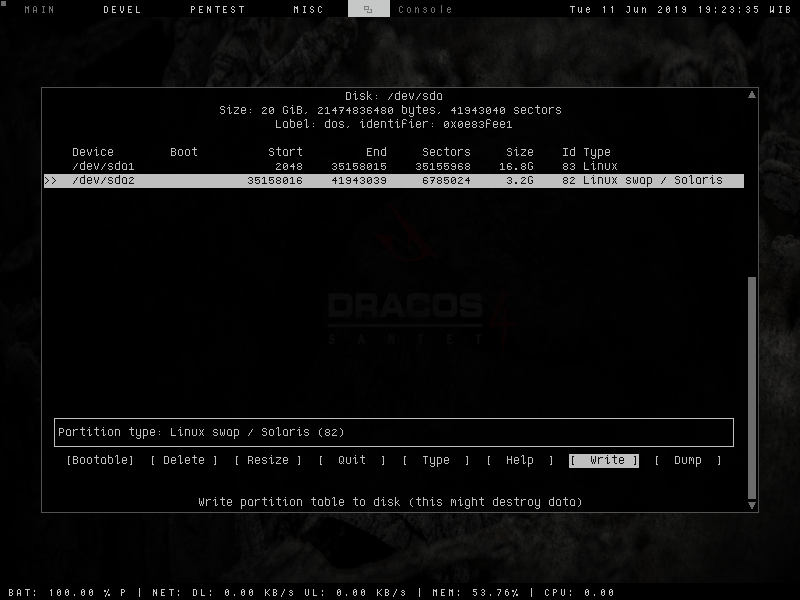 MAIN DEVEL PENTEST MISC Console Tue 11 Jun 2019 19:23:35 WIB
Disk: /dev/sda
Size: 20 GiB, 21474836480 bytes, 41943040 sectors
Label: dos, identifier: 0x0e83fee1
Device Boot Start End Sectors Size Id Type
/dev/sda1 2048 35158015 35155968 16.8G 83 Linux
>> /dev/sda2 35158016 41943039 6785024 3.2G 82 Linux swap / Solaris
DRACOS
SANTET
Partition type: Linux swap / Solaris (82)
[Bootable] [ Delete ] [ Resize ] [ Quit ] [ Type ] [ Help ] [ Write ] [ Dump ]
Write partition table to disk (this might destroy data)
BAT: 100.00 % P | NET: DL: 0.00 KB/s UL: 0.00 KB/s | MEM: 53.76% | CPU: 0.00